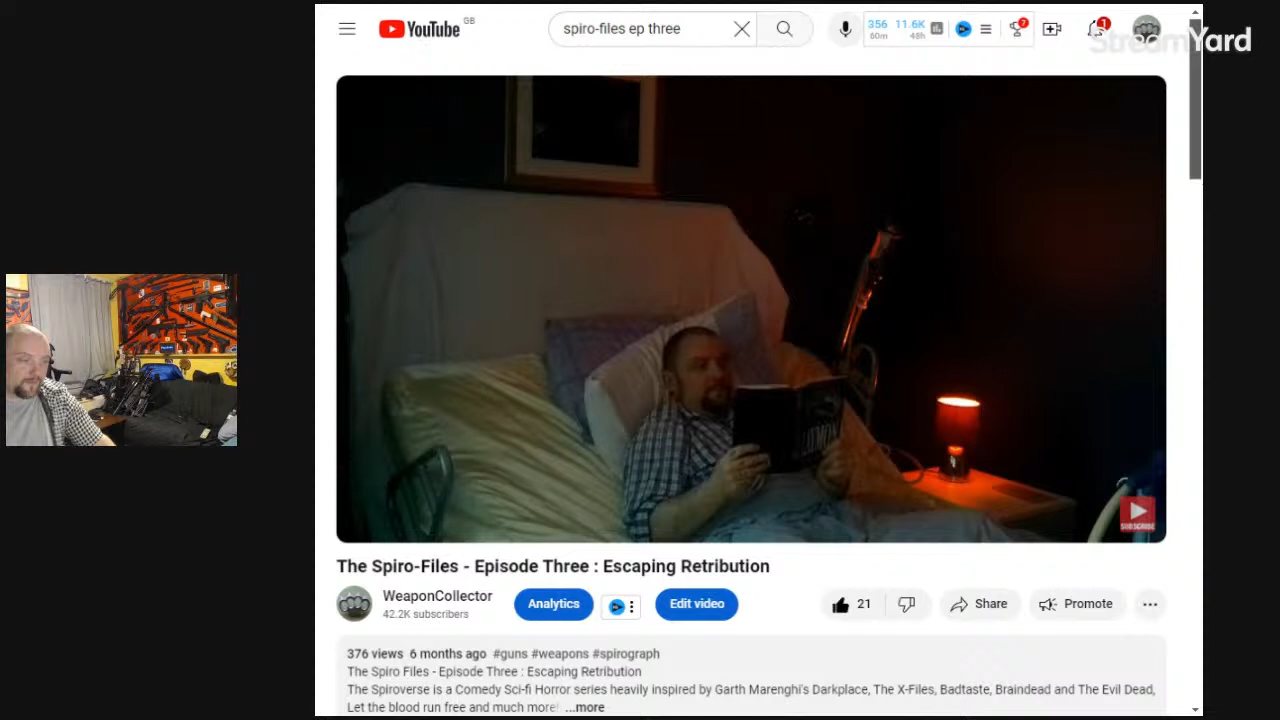 YouTube GB
spiro-files ep three
356 11.6K
60m 48h
7
1
StreamYard
SUBSCRIBE
The Spiro-Files - Episode Three : Escaping Retribution
WeaponCollector
42.2K subscribers
Analytics
Edit video
21
Share
Promote
376 views 6 months ago #guns #weapons #spirograph
The Spiro Files - Episode Three : Escaping Retribution
The Spiroverse is a Comedy Sci-fi Horror series heavily inspired by Garth Marenghi's Darkplace, The X-Files, Badtaste, Braindead and The Evil Dead,
Let the blood run free and much more! ...more